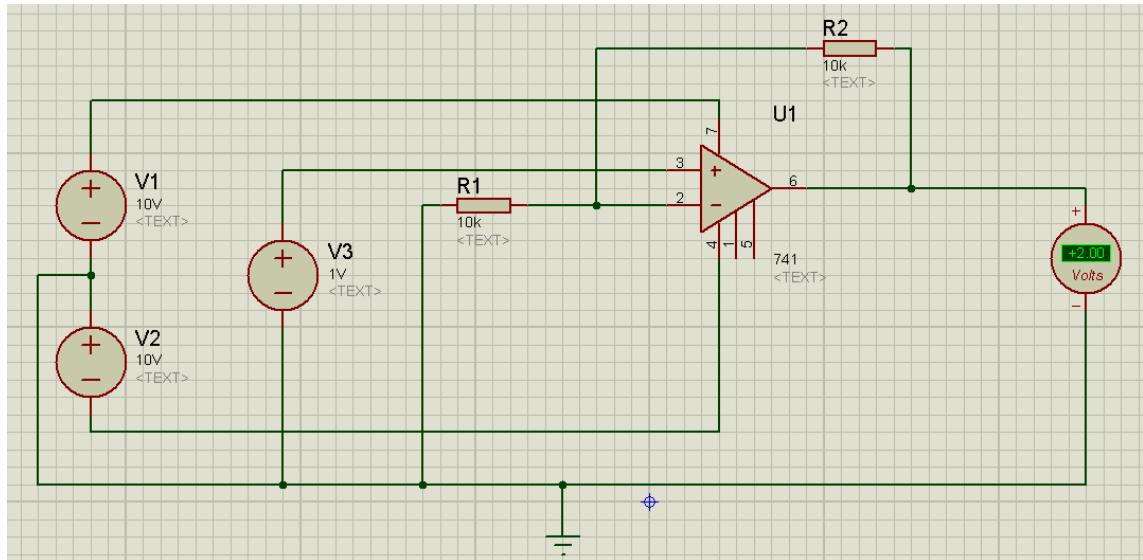 R2
10k
<TEXT>
U1
7
V1
10V
<TEXT>
3
+
R1
10k
<TEXT>
2
−
6
4
1
5
741
<TEXT>
V3
1V
<TEXT>
+2.00
Volts
V2
10V
<TEXT>